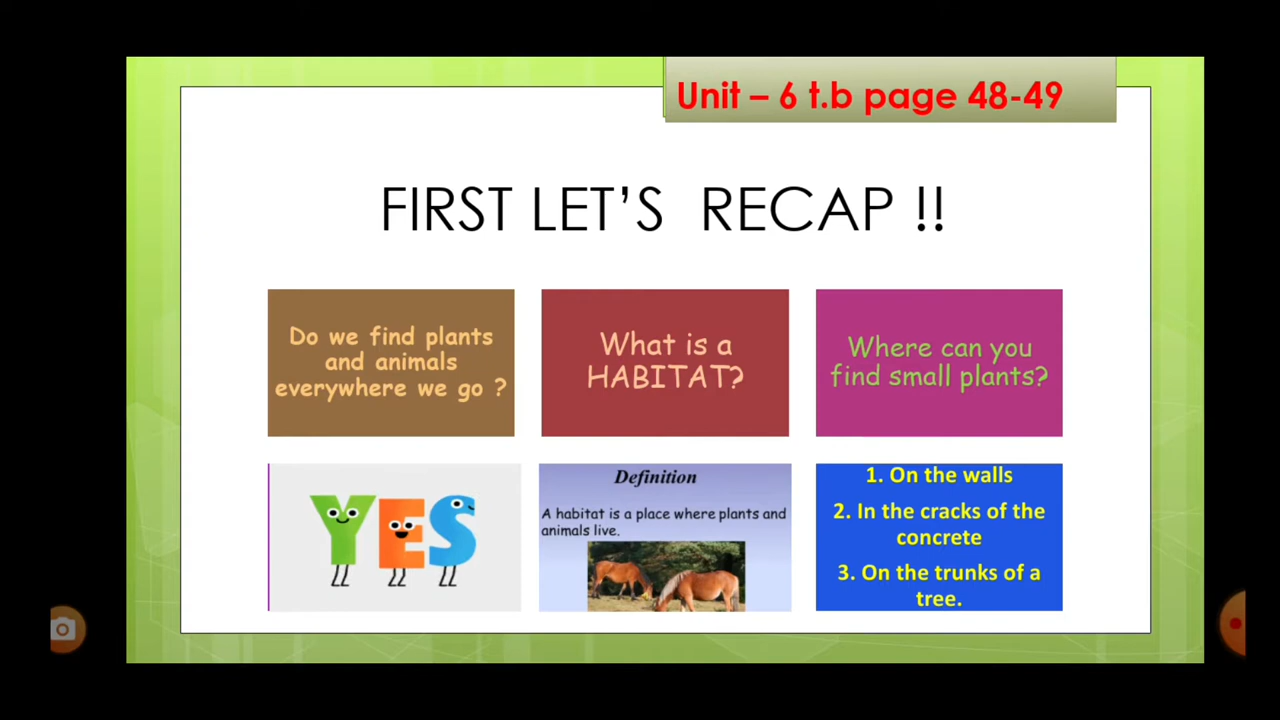 Unit – 6 t.b page 48-49
FIRST LET’S RECAP !!
Do we find plants
and animals
everywhere we go ?
What is a
HABITAT?
Where can you
find small plants?
YES
Definition
A habitat is a place where plants and
animals live.
1. On the walls
2. In the cracks of the
concrete
3. On the trunks of a
tree.